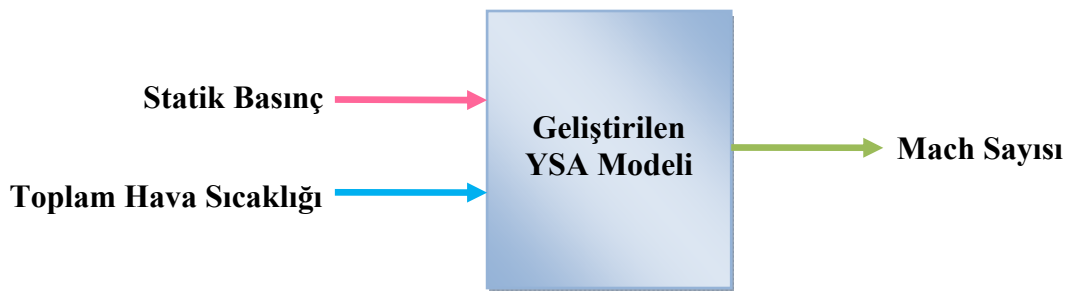 Statik Basınç
Toplam Hava Sıcaklığı
Geliştirilen
YSA Modeli
Mach Sayısı